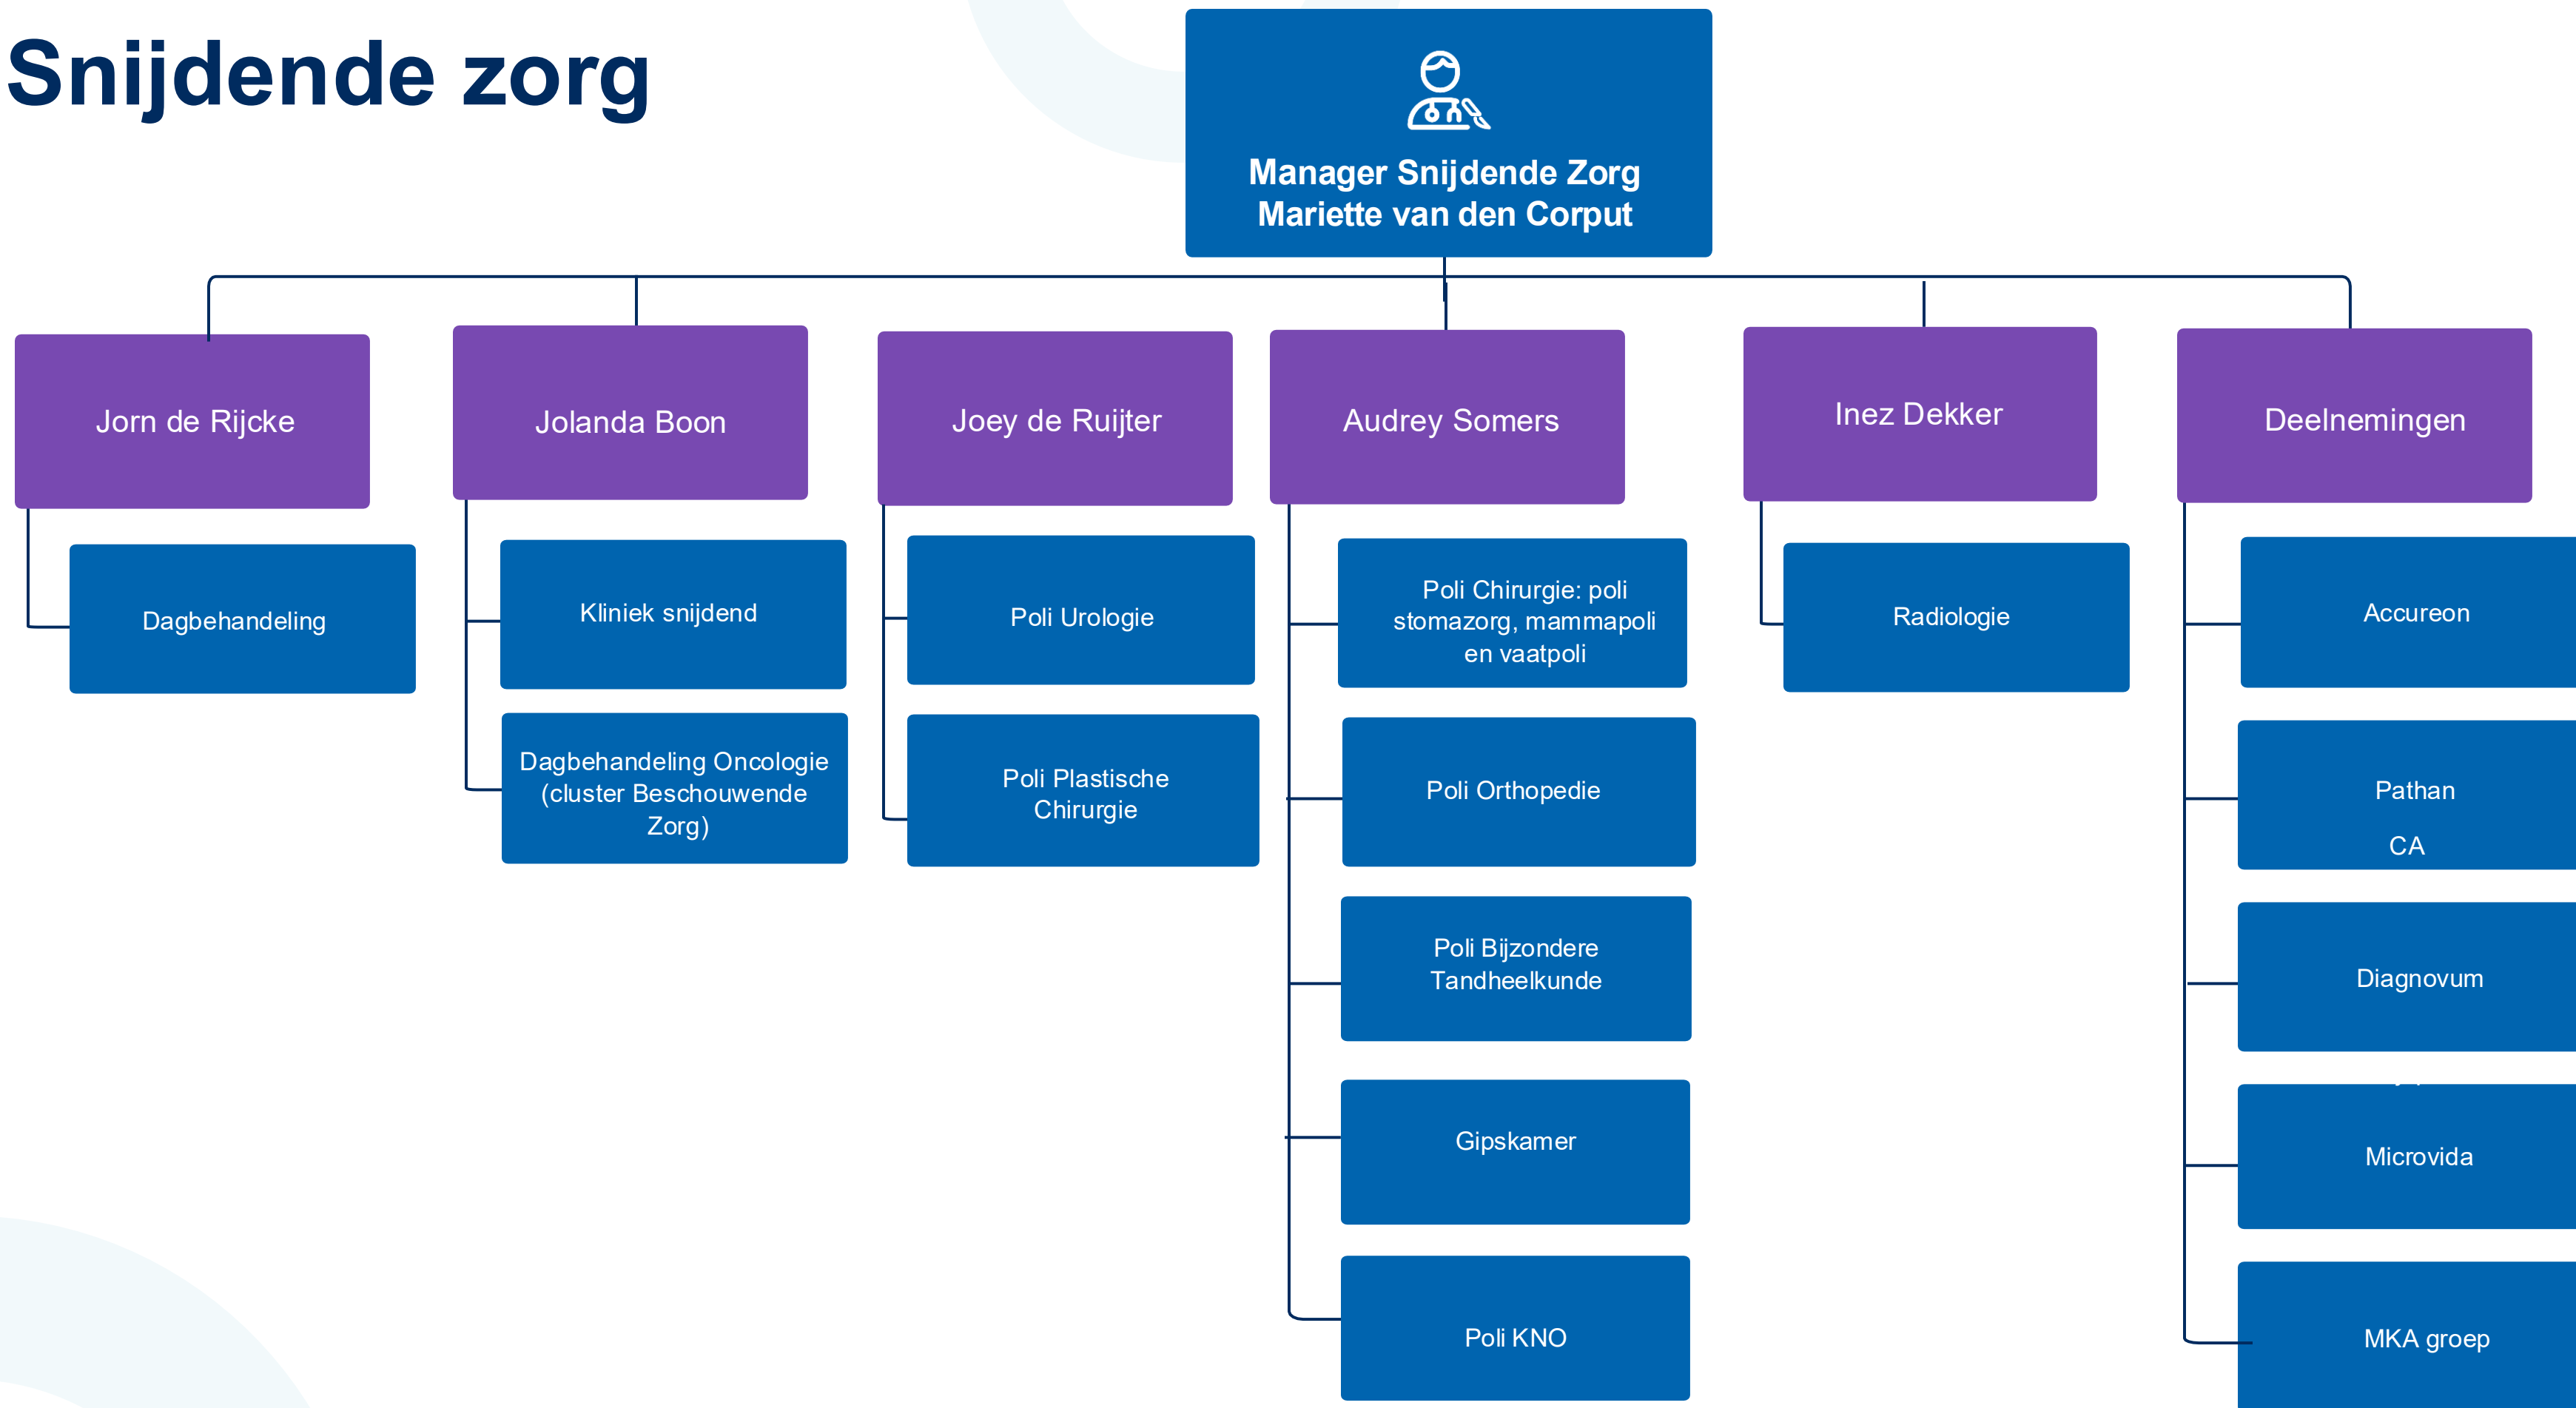 Snijdende zorg
Manager Snijdende Zorg
Mariette van den Corput
Jorn de Rijcke
Dagbehandeling
Jolanda Boon
Kliniek snijdend
Dagbehandeling Oncologie
(cluster Beschouwende
Zorg)
Joey de Ruijter
Poli Urologie
Poli Plastische
Chirurgie
Audrey Somers
Poli Chirurgie: poli
stomazorg, mammapoli
en vaatpoli
Poli Orthopedie
Poli Bijzondere
Tandheelkunde
Gipskamer
Poli KNO
Inez Dekker
Radiologie
Deelnemingen
Accureon
Pathan
CA
Diagnovum
Microvida
MKA groep